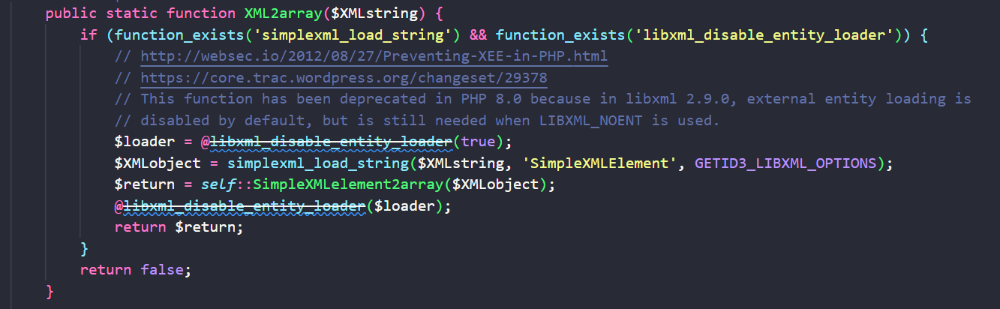 public static function XML2array($XMLstring) {
if (function_exists('simplexml_load_string') && function_exists('libxml_disable_entity_loader')) {
// http://websec.io/2012/08/27/Preventing-XEE-in-PHP.html
// https://core.trac.wordpress.org/changeset/29378
// This function has been deprecated in PHP 8.0 because in libxml 2.9.0, external entity loading is
// disabled by default, but is still needed when LIBXML_NOENT is used.
$loader = @libxml_disable_entity_loader(true);
$XMLobject = simplexml_load_string($XMLstring, 'SimpleXMLElement', GETID3_LIBXML_OPTIONS);
$return = self::SimpleXMLelement2array($XMLobject);
@libxml_disable_entity_loader($loader);
return $return;
}
return false;
}